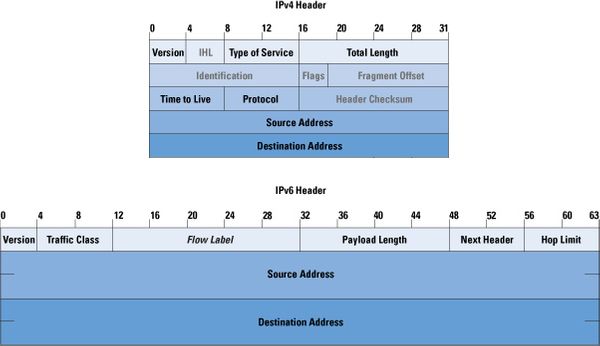 IPv4 Header
0 4 8 12 16 20 24 28 31
Version IHL Type of Service Total Length
Identification Flags Fragment Offset
Time to Live Protocol Header Checksum
Source Address
Destination Address
IPv6 Header
0 4 8 12 16 20 24 28 32 36 40 44 48 52 56 60 63
Version Traffic Class Flow Label Payload Length Next Header Hop Limit
Source Address
Destination Address